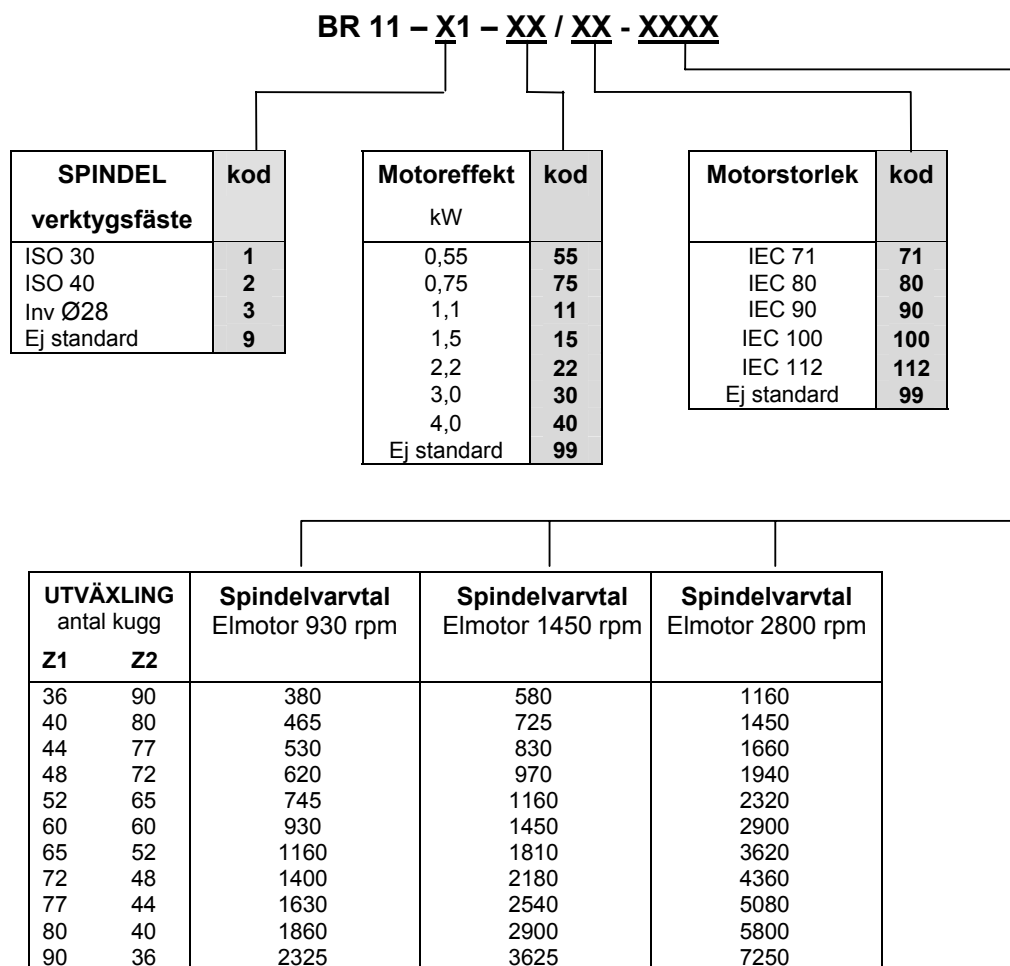 BR 11 – X1 – XX / XX - XXXX
SPINDEL kod
verktygsfäste
ISO 30 1
ISO 40 2
Inv Ø28 3
Ej standard 9
Motoreffekt kod
kW
0,55 55
0,75 75
1,1 11
1,5 15
2,2 22
3,0 30
4,0 40
Ej standard 99
Motorstorlek kod
IEC 71 71
IEC 80 80
IEC 90 90
IEC 100 100
IEC 112 112
Ej standard 99
UTVÄXLING Spindelvarvtal Spindelvarvtal Spindelvarvtal
antal kugg Elmotor 930 rpm Elmotor 1450 rpm Elmotor 2800 rpm
Z1 Z2
36 90 380 580 1160
40 80 465 725 1450
44 77 530 830 1660
48 72 620 970 1940
52 65 745 1160 2320
60 60 930 1450 2900
65 52 1160 1810 3620
72 48 1400 2180 4360
77 44 1630 2540 5080
80 40 1860 2900 5800
90 36 2325 3625 7250